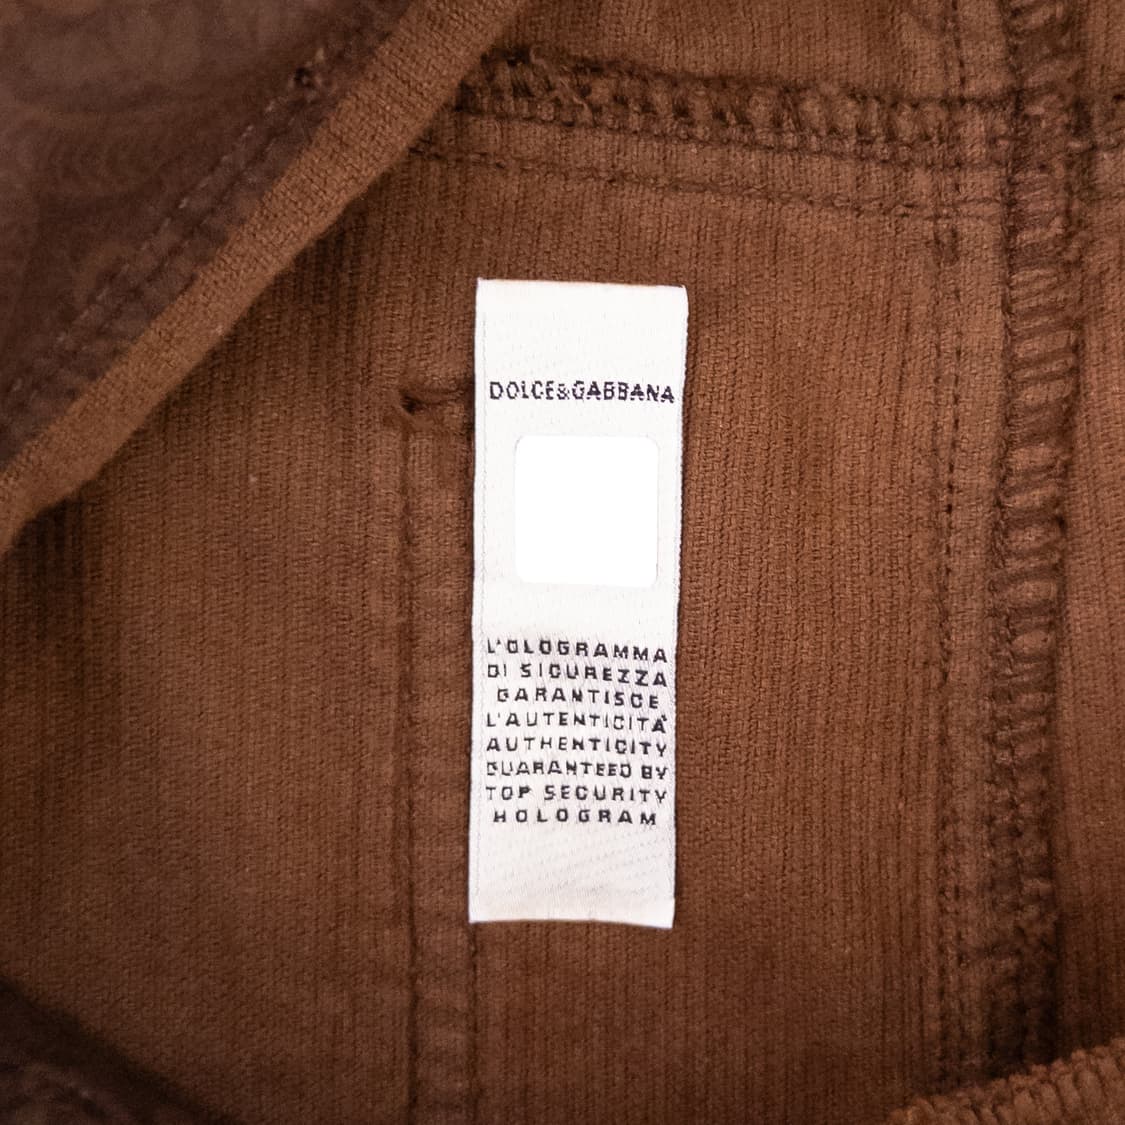 DOLCE&GABBANA
L'OLOGRAMMA
DI SICUREZZA
GARANTISCE
L'AUTENTICITÀ
AUTHENTICITY
GUARANTEED BY
TOP SECURITY
HOLOGRAM